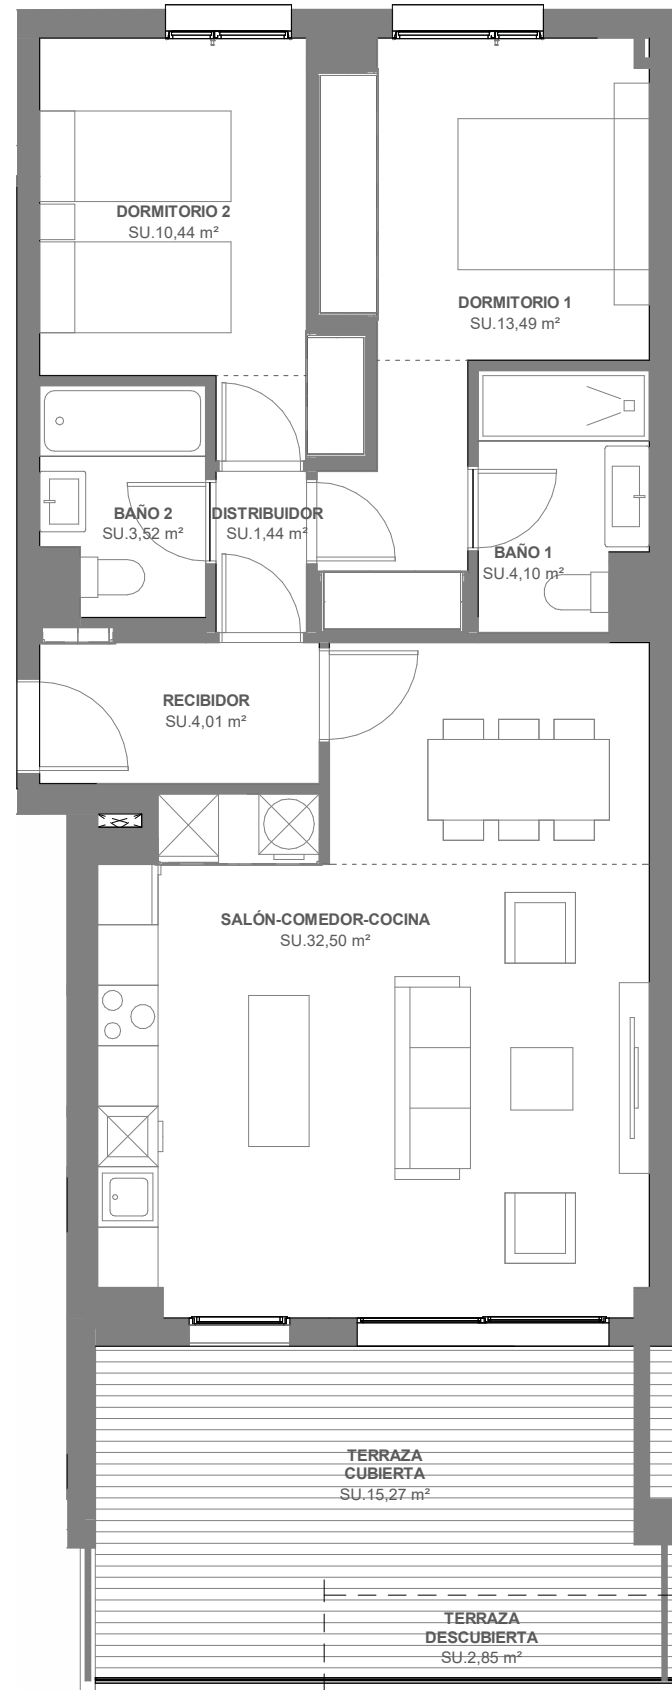 DORMITORIO 2
SU.10,44 m²
DORMITORIO 1
SU.13,49 m²
BAÑO 2
SU.3,52 m²
DISTRIBUIDOR
SU.1,44 m²
BAÑO 1
SU.4,10 m²
RECIBIDOR
SU.4,01 m²
SALÓN-COMEDOR-COCINA
SU.32,50 m²
TERRAZA
CUBIERTA
SU.15,27 m²
TERRAZA
DESCUBIERTA
SU.2,85 m²